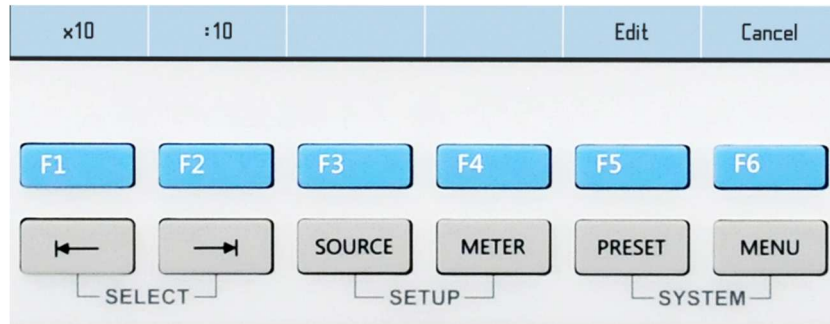 x10 :10 Edit Cancel
F1 F2 F3 F4 F5 F6
SOURCE METER PRESET MENU
SELECT SETUP SYSTEM